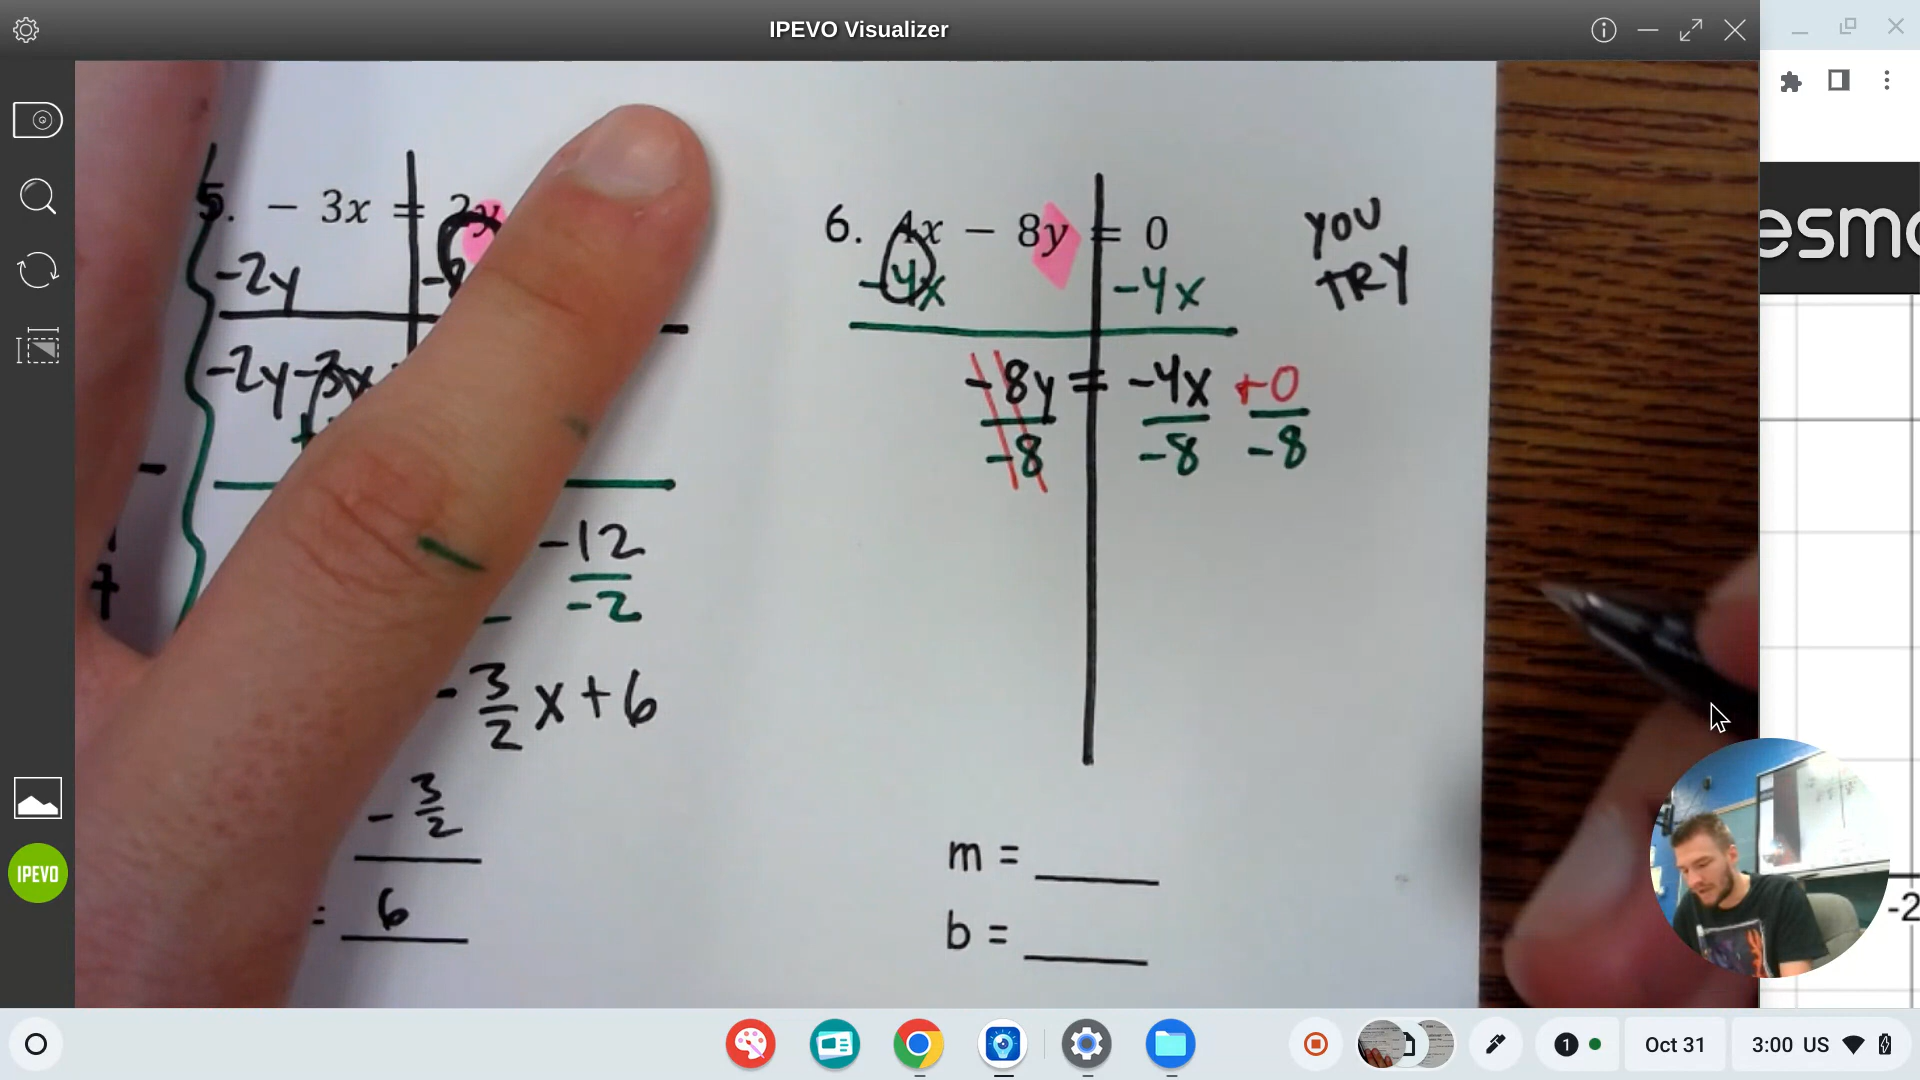 IPEVO Visualizer
esmo
5. − 3x = 2y
-2y
-2y-3x
-12
-2
-3/2 x + 6
-3/2
= 6
6. 4x − 8y = 0
-4x -4x
-8y = -4x +0
-8 -8 -8
YOU
TRY
m =
b =
-2
IPEVO
1
Oct 31
3:00 US